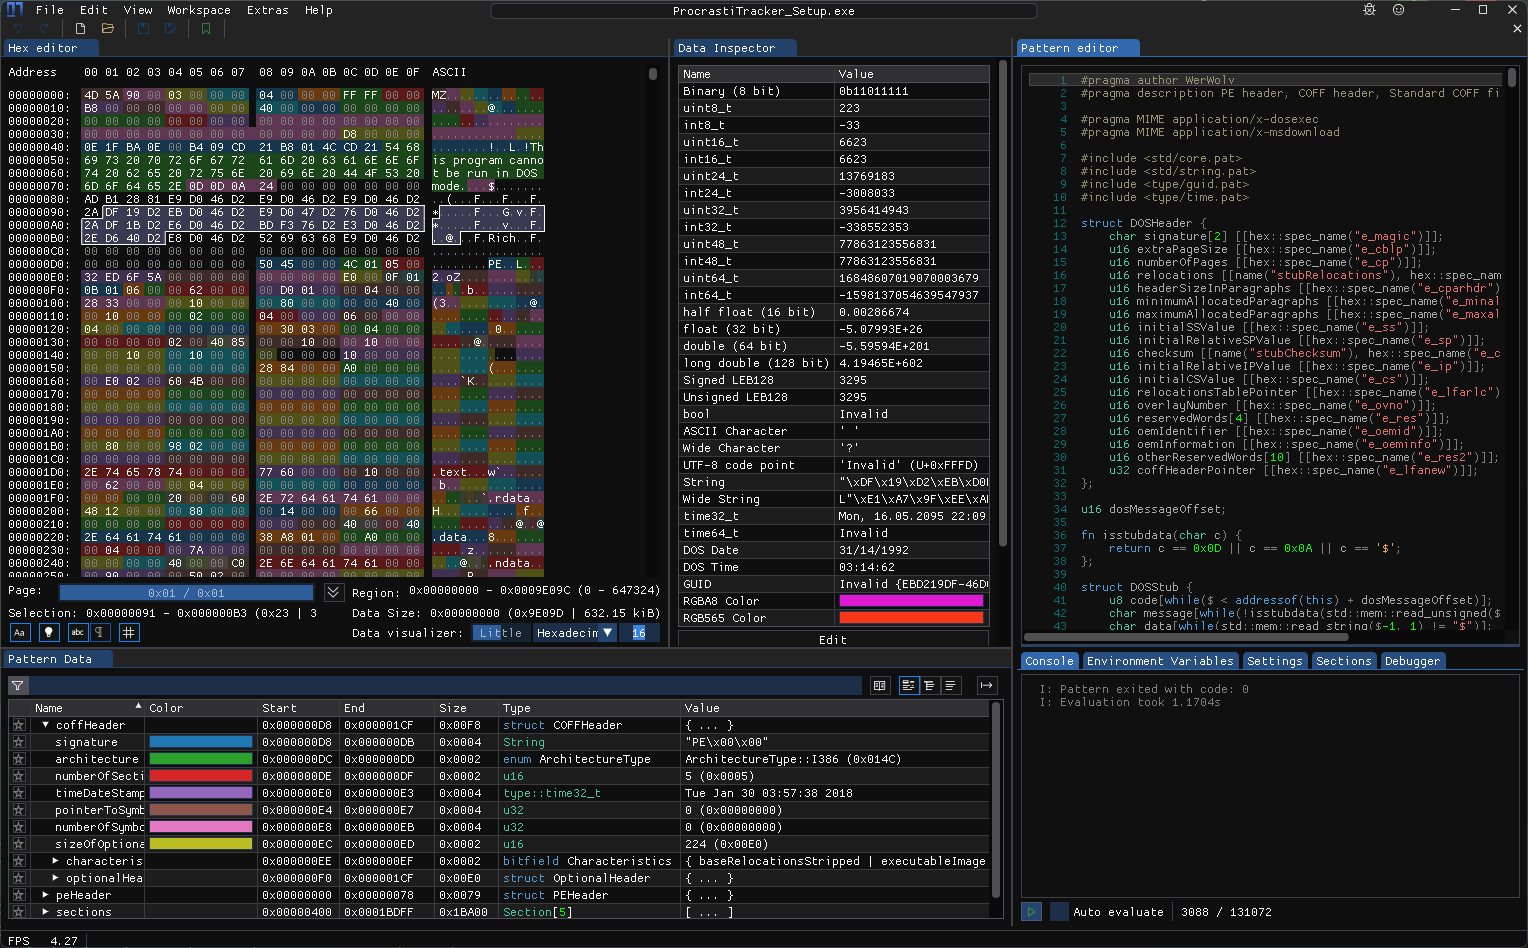 File Edit View Workspace Extras Help
ProcrastiTracker_Setup.exe
Hex editor
Address 00 01 02 03 04 05 06 07 08 09 0A 0B 0C 0D 0E 0F ASCII
00000000: 4D 5A 90 00 03 00 00 00 04 00 00 00 FF FF 00 00 MZ..............
00000010: B8 00 00 00 00 00 00 00 40 00 00 00 00 00 00 00 ........@.......
00000020: 00 00 00 00 00 00 00 00 00 00 00 00 00 00 00 00 ................
00000030: 00 00 00 00 00 00 00 00 00 00 00 00 D8 00 00 00 ................
00000040: 0E 1F BA 0E 00 B4 09 CD 21 B8 01 4C CD 21 54 68 ........!..L.!Th
00000050: 69 73 20 70 72 6F 67 72 61 6D 20 63 61 6E 6E 6F is program canno
00000060: 74 20 62 65 20 72 75 6E 20 69 6E 20 44 4F 53 20 t be run in DOS
00000070: 6D 6F 64 65 2E 0D 0D 0A 24 00 00 00 00 00 00 00 mode....$.......
00000080: AD B1 28 81 E9 D0 46 D2 E9 D0 46 D2 E9 D0 46 D2 ..(...F...F...F.
00000090: 2A DF 19 D2 EB D0 46 D2 E9 D0 47 D2 76 D0 46 D2 *.....F...G.v.F.
000000A0: 2A DF 1B D2 E6 D0 46 D2 BD F3 76 D2 E3 D0 46 D2 *.....F...v...F.
000000B0: 2E D6 40 D2 E8 D0 46 D2 52 69 63 68 E9 D0 46 D2 ..@...F.Rich..F.
000000C0: 00 00 00 00 00 00 00 00 00 00 00 00 00 00 00 00 ................
000000D0: 00 00 00 00 00 00 00 00 50 45 00 00 4C 01 05 00 ........PE..L...
000000E0: 32 ED 6F 5A 00 00 00 00 00 00 00 00 E0 00 0F 01 2.oZ............
000000F0: 0B 01 06 00 00 62 00 00 00 D0 01 00 00 04 00 00 .....b..........
00000100: 28 33 00 00 00 10 00 00 00 80 00 00 00 00 40 00 (3............@.
00000110: 00 10 00 00 00 02 00 00 04 00 00 00 06 00 00 00 ................
00000120: 04 00 00 00 00 00 00 00 00 30 03 00 00 04 00 00 .........0......
00000130: 00 00 00 00 02 00 40 85 00 00 10 00 00 10 00 00 ......@.........
00000140: 00 00 10 00 00 10 00 00 00 00 00 00 10 00 00 00 ................
00000150: 00 00 00 00 00 00 00 00 28 84 00 00 A0 00 00 00 ........(.......
00000160: 00 E0 02 00 60 4B 00 00 00 00 00 00 00 00 00 00 ....`K..........
00000170: 00 00 00 00 00 00 00 00 00 00 00 00 00 00 00 00 ................
00000180: 00 00 00 00 00 00 00 00 00 00 00 00 00 00 00 00 ................
00000190: 00 00 00 00 00 00 00 00 00 00 00 00 00 00 00 00 ................
000001A0: 00 00 00 00 00 00 00 00 00 00 00 00 00 00 00 00 ................
000001B0: 00 80 00 00 98 02 00 00 00 00 00 00 00 00 00 00 ................
000001C0: 00 00 00 00 00 00 00 00 00 00 00 00 00 00 00 00 ................
000001D0: 2E 74 65 78 74 00 00 00 77 60 00 00 00 10 00 00 .text...w`......
000001E0: 00 62 00 00 00 04 00 00 00 00 00 00 00 00 00 00 .b..............
000001F0: 00 00 00 00 20 00 00 60 2E 72 64 61 74 61 00 00 .... ..`.rdata..
00000200: 48 12 00 00 00 80 00 00 00 14 00 00 00 66 00 00 H............f..
00000210: 00 00 00 00 00 00 00 00 00 00 00 00 40 00 00 40 ............@..@
00000220: 2E 64 61 74 61 00 00 00 38 A8 01 00 00 A0 00 00 .data...8.......
00000230: 00 04 00 00 00 7A 00 00 00 00 00 00 00 00 00 00 .....z..........
00000240: 00 00 00 00 40 00 00 C0 2E 6E 64 61 74 61 00 00 ....@....ndata..
Page: 0x01 / 0x01
Region: 0x00000000 - 0x0009E09C (0 - 647324)
Selection: 0x00000091 - 0x000000B3 (0x23 | 3
Data Size: 0x00000000 (0x9E09D | 632.15 kiB)
Aa abc ¶ Data visualizer: Little Hexadecim 16
Data Inspector
Name Value
Binary (8 bit) 0b11011111
uint8_t 223
int8_t -33
uint16_t 6623
int16_t 6623
uint24_t 13769183
int24_t -3008033
uint32_t 3956414943
int32_t -338552353
uint48_t 77863123556831
int48_t 77863123556831
uint64_t 16848607019070003679
int64_t -1598137054639547937
half float (16 bit) 0.00286674
float (32 bit) -5.07993E+26
double (64 bit) -5.59594E+201
long double (128 bit) 4.19465E+602
Signed LEB128 3295
Unsigned LEB128 3295
bool Invalid
ASCII Character ' '
Wide Character '?'
UTF-8 code point 'Invalid' (U+0xFFFD)
String "\xDF\x19\xD2\xEB\xD0
Wide String L"\xE1\xA7\x9F\xEE\xA
time32_t Mon, 16.05.2095 22:09
time64_t Invalid
DOS Date 31/14/1992
DOS Time 03:14:62
GUID Invalid {EBD219DF-46D
RGBA8 Color
RGB565 Color
Edit
Pattern editor
1 #pragma author WerWolv
2 #pragma description PE header, COFF header, Standard COFF fi
3
4 #pragma MIME application/x-dosexec
5 #pragma MIME application/x-msdownload
6
7 #include <std/core.pat>
8 #include <std/string.pat>
9 #include <type/guid.pat>
10 #include <type/time.pat>
11
12 struct DOSHeader {
13 char signature[2] [[hex::spec_name("e_magic")]];
14 u16 extraPageSize [[hex::spec_name("e_cblp")]];
15 u16 numberOfPages [[hex::spec_name("e_cp")]];
16 u16 relocations [[name("stubRelocations"), hex::spec_nam
17 u16 headerSizeInParagraphs [[hex::spec_name("e_cparhdr")
18 u16 minimumAllocatedParagraphs [[hex::spec_name("e_minal
19 u16 maximumAllocatedParagraphs [[hex::spec_name("e_maxal
20 u16 initialSSValue [[hex::spec_name("e_ss")]];
21 u16 initialRelativeSPValue [[hex::spec_name("e_sp")]];
22 u16 checksum [[name("stubChecksum"), hex::spec_name("e_c
23 u16 initialRelativeIPValue [[hex::spec_name("e_ip")]];
24 u16 initialCSValue [[hex::spec_name("e_cs")]];
25 u16 relocationsTablePointer [[hex::spec_name("e_lfarlc")
26 u16 overlayNumber [[hex::spec_name("e_ovno")]];
27 u16 reservedWords[4] [[hex::spec_name("e_res")]];
28 u16 oemIdentifier [[hex::spec_name("e_oemid")]];
29 u16 oemInformation [[hex::spec_name("e_oeminfo")]];
30 u16 otherReservedWords[10] [[hex::spec_name("e_res2")]];
31 u32 coffHeaderPointer [[hex::spec_name("e_lfanew")]];
32 };
33
34 u16 dosMessageOffset;
35
36 fn isstubdata(char c) {
37 return c == 0x0D || c == 0x0A || c == '$';
38 };
39
40 struct DOSStub {
41 u8 code[while($ < addressof(this) + dosMessageOffset)];
42 char message[while(!isstubdata(std::mem::read_unsigned($
43 char data[while(std::mem::read_string($-1, 1) != "$")];
Pattern Data
Name Color Start End Size Type Value
coffHeader 0x000000D8 0x000001CF 0x00F8 struct COFFHeader { ... }
signature 0x000000D8 0x000000DB 0x0004 String "PE\x00\x00"
architecture 0x000000DC 0x000000DD 0x0002 enum ArchitectureType ArchitectureType::I386 (0x014C)
numberOfSecti 0x000000DE 0x000000DF 0x0002 u16 5 (0x0005)
timeDateStamp 0x000000E0 0x000000E3 0x0004 type::time32_t Tue Jan 30 03:57:38 2018
pointerToSymb 0x000000E4 0x000000E7 0x0004 u32 0 (0x00000000)
numberOfSymbo 0x000000E8 0x000000EB 0x0004 u32 0 (0x00000000)
sizeOfOptiona 0x000000EC 0x000000ED 0x0002 u16 224 (0x00E0)
characteris 0x000000EE 0x000000EF 0x0002 bitfield Characteristics { baseRelocationsStripped | executableImage
optionalHea 0x000000F0 0x000001CF 0x00E0 struct OptionalHeader { ... }
peHeader 0x00000000 0x00000078 0x0079 struct PEHeader { ... }
sections 0x00000400 0x0001BDFF 0x1BA00 Section[5] [ ... ]
Console Environment Variables Settings Sections Debugger
I: Pattern exited with code: 0
I: Evaluation took 1.1704s
Auto evaluate 3088 / 131072
FPS 4.27